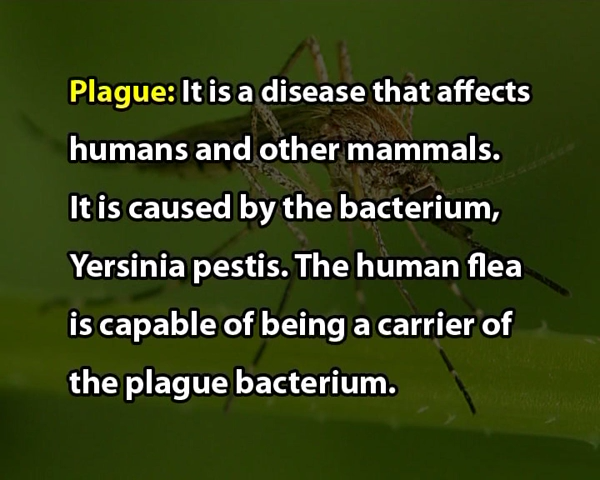 Plague: It is a disease that affects
humans and other mammals.
It is caused by the bacterium,
Yersinia pestis. The human flea
is capable of being a carrier of
the plague bacterium.